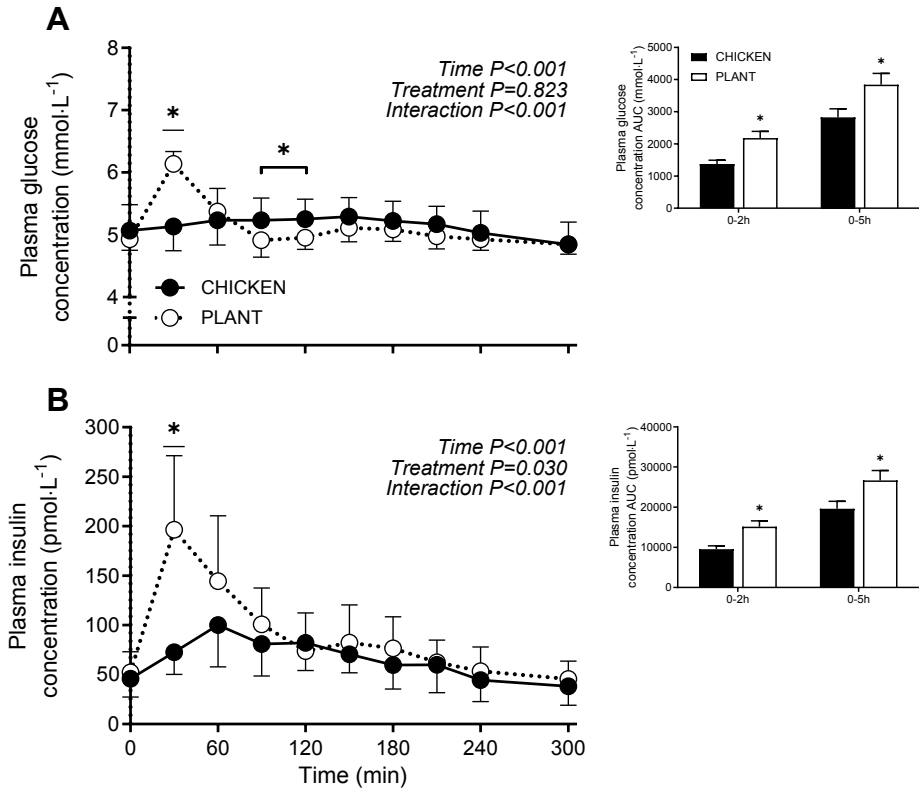 A
Plasma glucose
concentration (mmol·L⁻¹)
8
7
6
5
4
0
*
*
Time P<0.001
Treatment P=0.823
Interaction P<0.001
CHICKEN
PLANT
Plasma glucose
concentration AUC (mmol·L⁻¹)
5000
4000
3000
2000
1000
0
CHICKEN
PLANT
*
*
0-2h
0-5h
B
Plasma insulin
concentration (pmol·L⁻¹)
300
250
200
150
100
50
0
*
Time P<0.001
Treatment P=0.030
Interaction P<0.001
0
60
120
180
240
300
Time (min)
Plasma insulin
concentration AUC (pmol·L⁻¹)
40000
30000
20000
10000
0
*
*
0-2h
0-5h